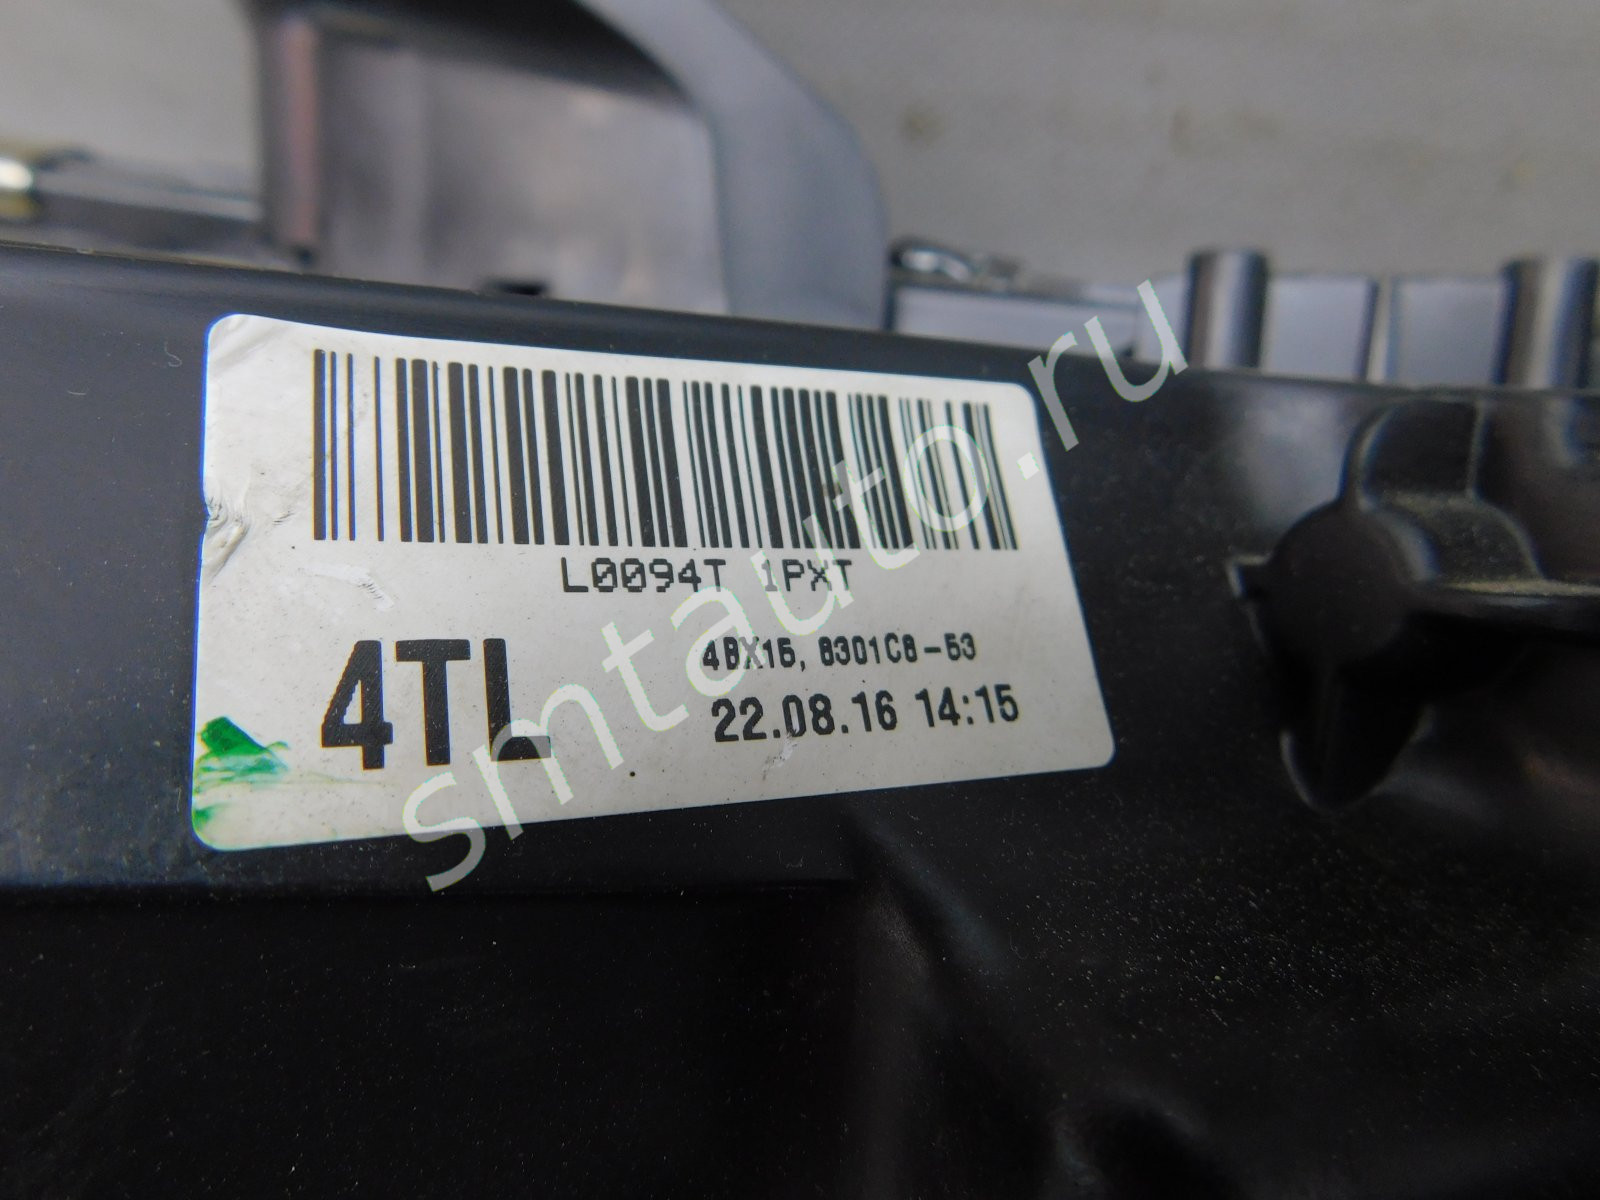 L0094T 1PXT
4TL
4BX15, 8301C8-53
22.08.16 14:15
smtauto.ru